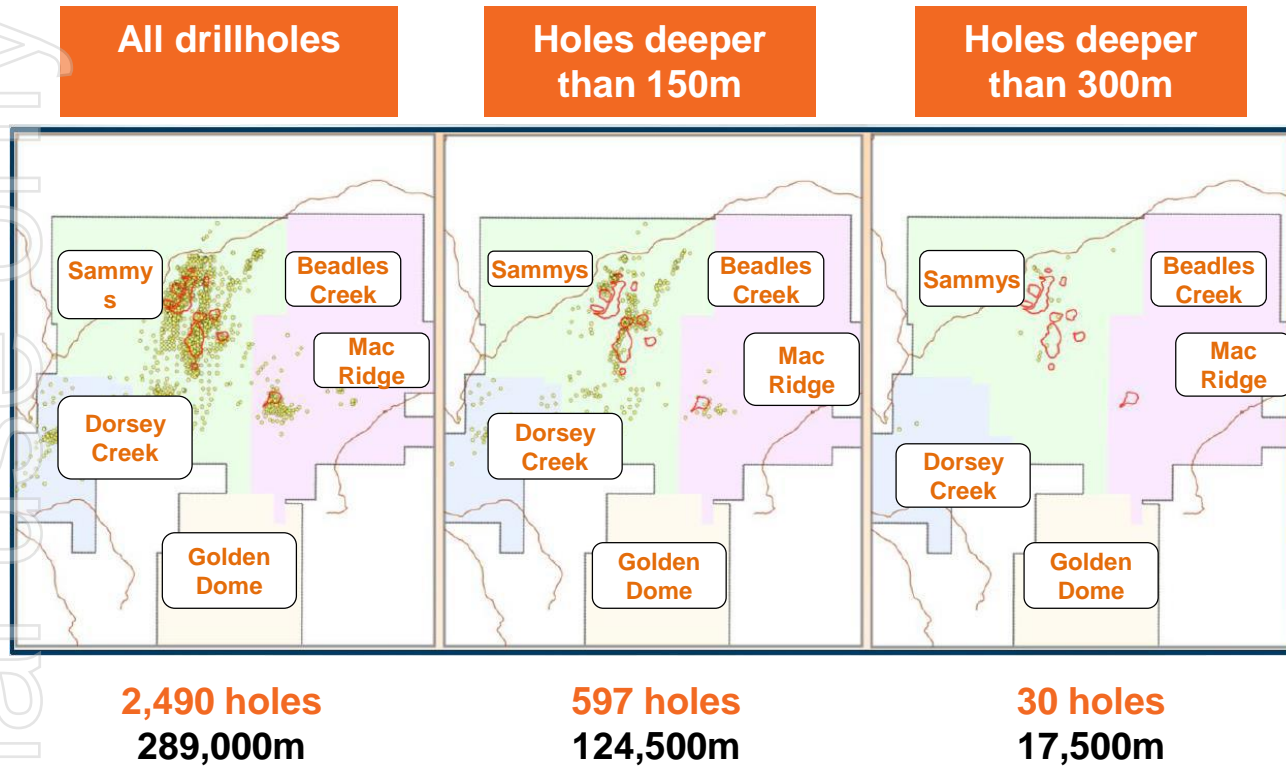 All drillholes
Holes deeper
than 150m
Holes deeper
than 300m
Sammy
s
Beadles
Creek
Mac
Ridge
Dorsey
Creek
Golden
Dome
Sammys
Beadles
Creek
Mac
Ridge
Dorsey
Creek
Golden
Dome
Sammys
Beadles
Creek
Mac
Ridge
Dorsey
Creek
Golden
Dome
2,490 holes
289,000m
597 holes
124,500m
30 holes
17,500m